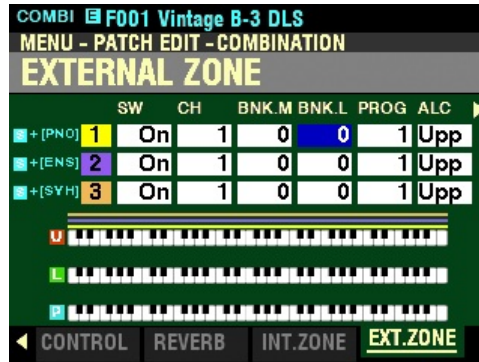 COMBI E F001 Vintage B-3 DLS
MENU - PATCH EDIT - COMBINATION
EXTERNAL ZONE
SW CH BNK.M BNK.L PROG ALC
S +[PNO] 1 On 1 0 0 1 Upp
S +[ENS] 2 On 1 0 0 1 Upp
S +[SYH] 3 On 1 0 0 1 Upp
U
L
P
CONTROL REVERB INT.ZONE EXT.ZONE